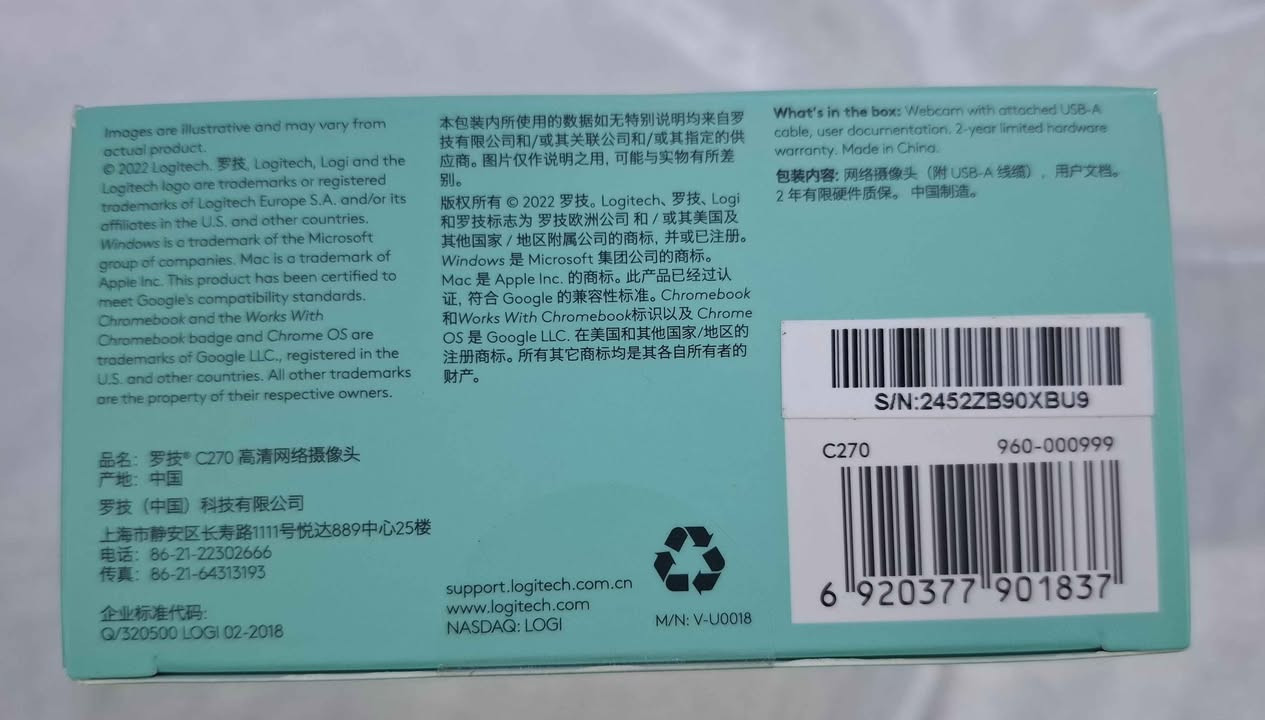 Images are illustrative and may vary from
actual product.
© 2022 Logitech. 罗技, Logitech, Logi and the
Logitech logo are trademarks or registered
trademarks of Logitech Europe S.A. and/or its
affiliates in the U.S. and other countries.
Windows is a trademark of the Microsoft
group of companies. Mac is a trademark of
Apple Inc. This product has been certified to
meet Google's compatibility standards.
Chromebook and the Works With
Chromebook badge and Chrome OS are
trademarks of Google LLC., registered in the
U.S. and other countries. All other trademarks
are the property of their respective owners.
品名：罗技® C270 高清网络摄像头
产地：中国
罗技（中国）科技有限公司
上海市静安区长寿路1111号悦达889中心25楼
电话：86-21-22302666
传真：86-21-64313193
企业标准代码:
Q/320500 LOGI 02-2018
本包装内所使用的数据如无特别说明均来自罗
技有限公司和/或其关联公司和/或其指定的供
应商。图片仅作说明之用, 可能与实物有所差
别。
版权所有 © 2022 罗技。Logitech、罗技、Logi
和罗技标志为 罗技欧洲公司 和 / 或其美国及
其他国家 / 地区附属公司的商标, 并或已注册。
Windows 是 Microsoft 集团公司的商标。
Mac 是 Apple Inc. 的商标。此产品已经过认
证, 符合 Google 的兼容性标准。Chromebook
和Works With Chromebook标识以及 Chrome
OS 是 Google LLC. 在美国和其他国家/地区的
注册商标。所有其它商标均是其各自所有者的
财产。
support.logitech.com.cn
www.logitech.com
NASDAQ: LOGI
M/N: V-U0018
What's in the box: Webcam with attached USB-A
cable, user documentation. 2-year limited hardware
warranty. Made in China.
包装内容: 网络摄像头（附 USB-A 线缆）, 用户文档。
2 年有限硬件质保。 中国制造。
S/N:2452ZB90XBU9
C270 960-000999
6 920377 901837